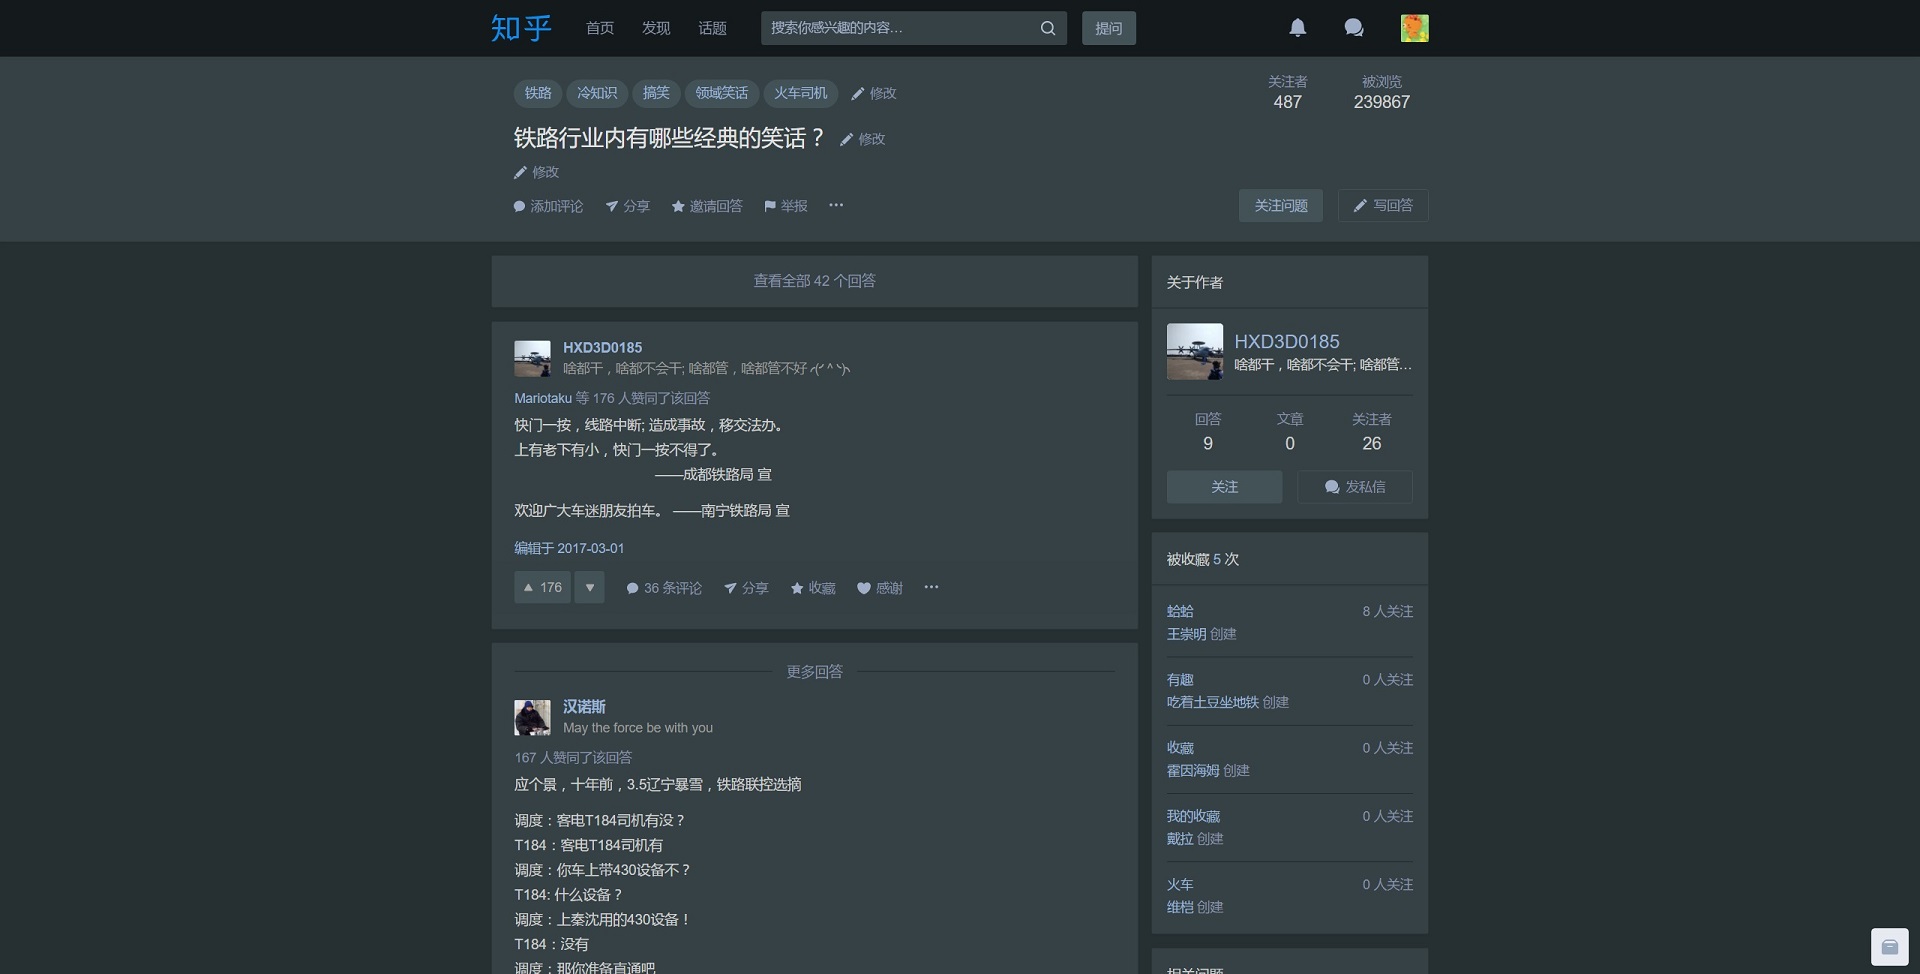 知乎 首页 发现 话题 搜索你感兴趣的内容… 提问
铁路 冷知识 搞笑 领域笑话 火车司机 修改
关注者 被浏览
487 239867
铁路行业内有哪些经典的笑话？ 修改
修改
添加评论 分享 邀请回答 举报 ···
关注问题 写回答
查看全部 42 个回答
HXD3D0185
啥都干，啥都不会干; 啥都管，啥都管不好
Mariotaku 等 176 人赞同了该回答
快门一按，线路中断; 造成事故，移交法办。
上有老下有小，快门一按不得了。
——成都铁路局 宣
欢迎广大车迷朋友拍车。 ——南宁铁路局 宣
编辑于 2017-03-01
176 36 条评论 分享 收藏 感谢 ···
更多回答
汉诺斯
May the force be with you
167 人赞同了该回答
应个景，十年前，3.5辽宁暴雪，铁路联控选摘
调度：客电T184司机有没？
T184：客电T184司机有
调度：你车上带430设备不？
T184: 什么设备？
调度：上秦沈用的430设备！
T184：没有
调度：那你准备直通吧
关于作者
HXD3D0185
啥都干，啥都不会干; 啥都管…
回答 文章 关注者
9 0 26
关注 发私信
被收藏 5 次
蛤蛤 8 人关注
王崇明 创建
有趣 0 人关注
吃着土豆坐地铁 创建
收藏 0 人关注
霍因海姆 创建
我的收藏 0 人关注
戴拉 创建
火车 0 人关注
维桤 创建
相关问题